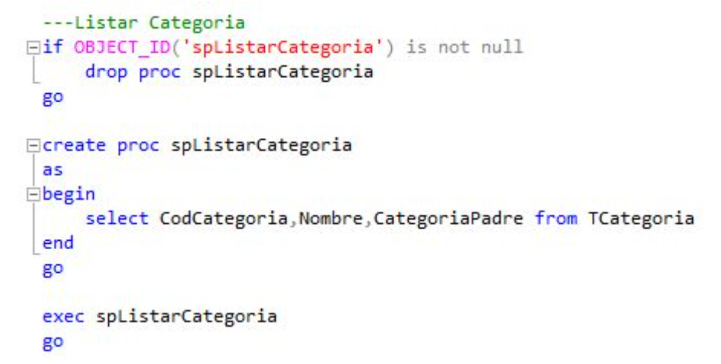 ---Listar Categoria
if OBJECT_ID('spListarCategoria') is not null
drop proc spListarCategoria
go
create proc spListarCategoria
as
begin
select CodCategoria,Nombre,CategoriaPadre from TCategoria
end
go
exec spListarCategoria
go